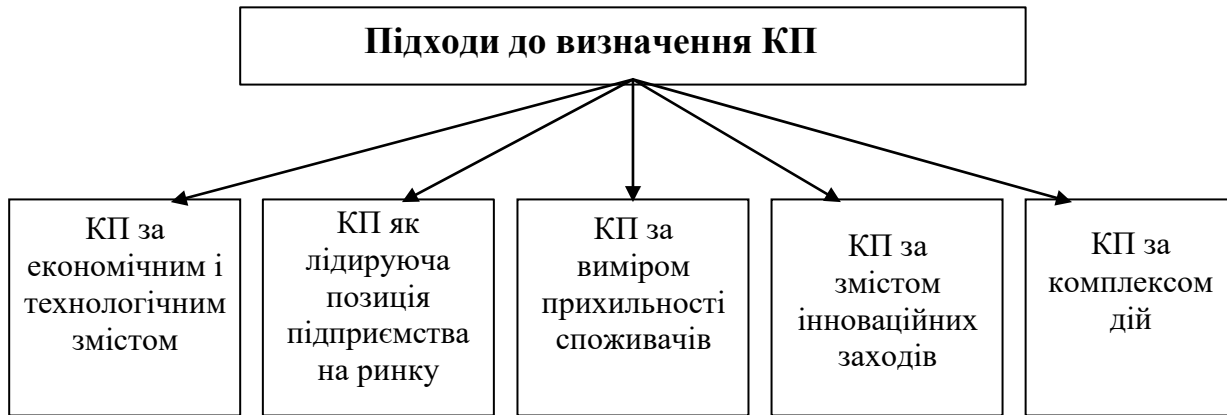 Підходи до визначення КП
КП за
економічним і
технологічним
змістом
КП як
лідируюча
позиція
підприємства
на ринку
КП за
виміром
прихильності
споживачів
КП за
змістом
інноваційних
заходів
КП за
комплексом
дій